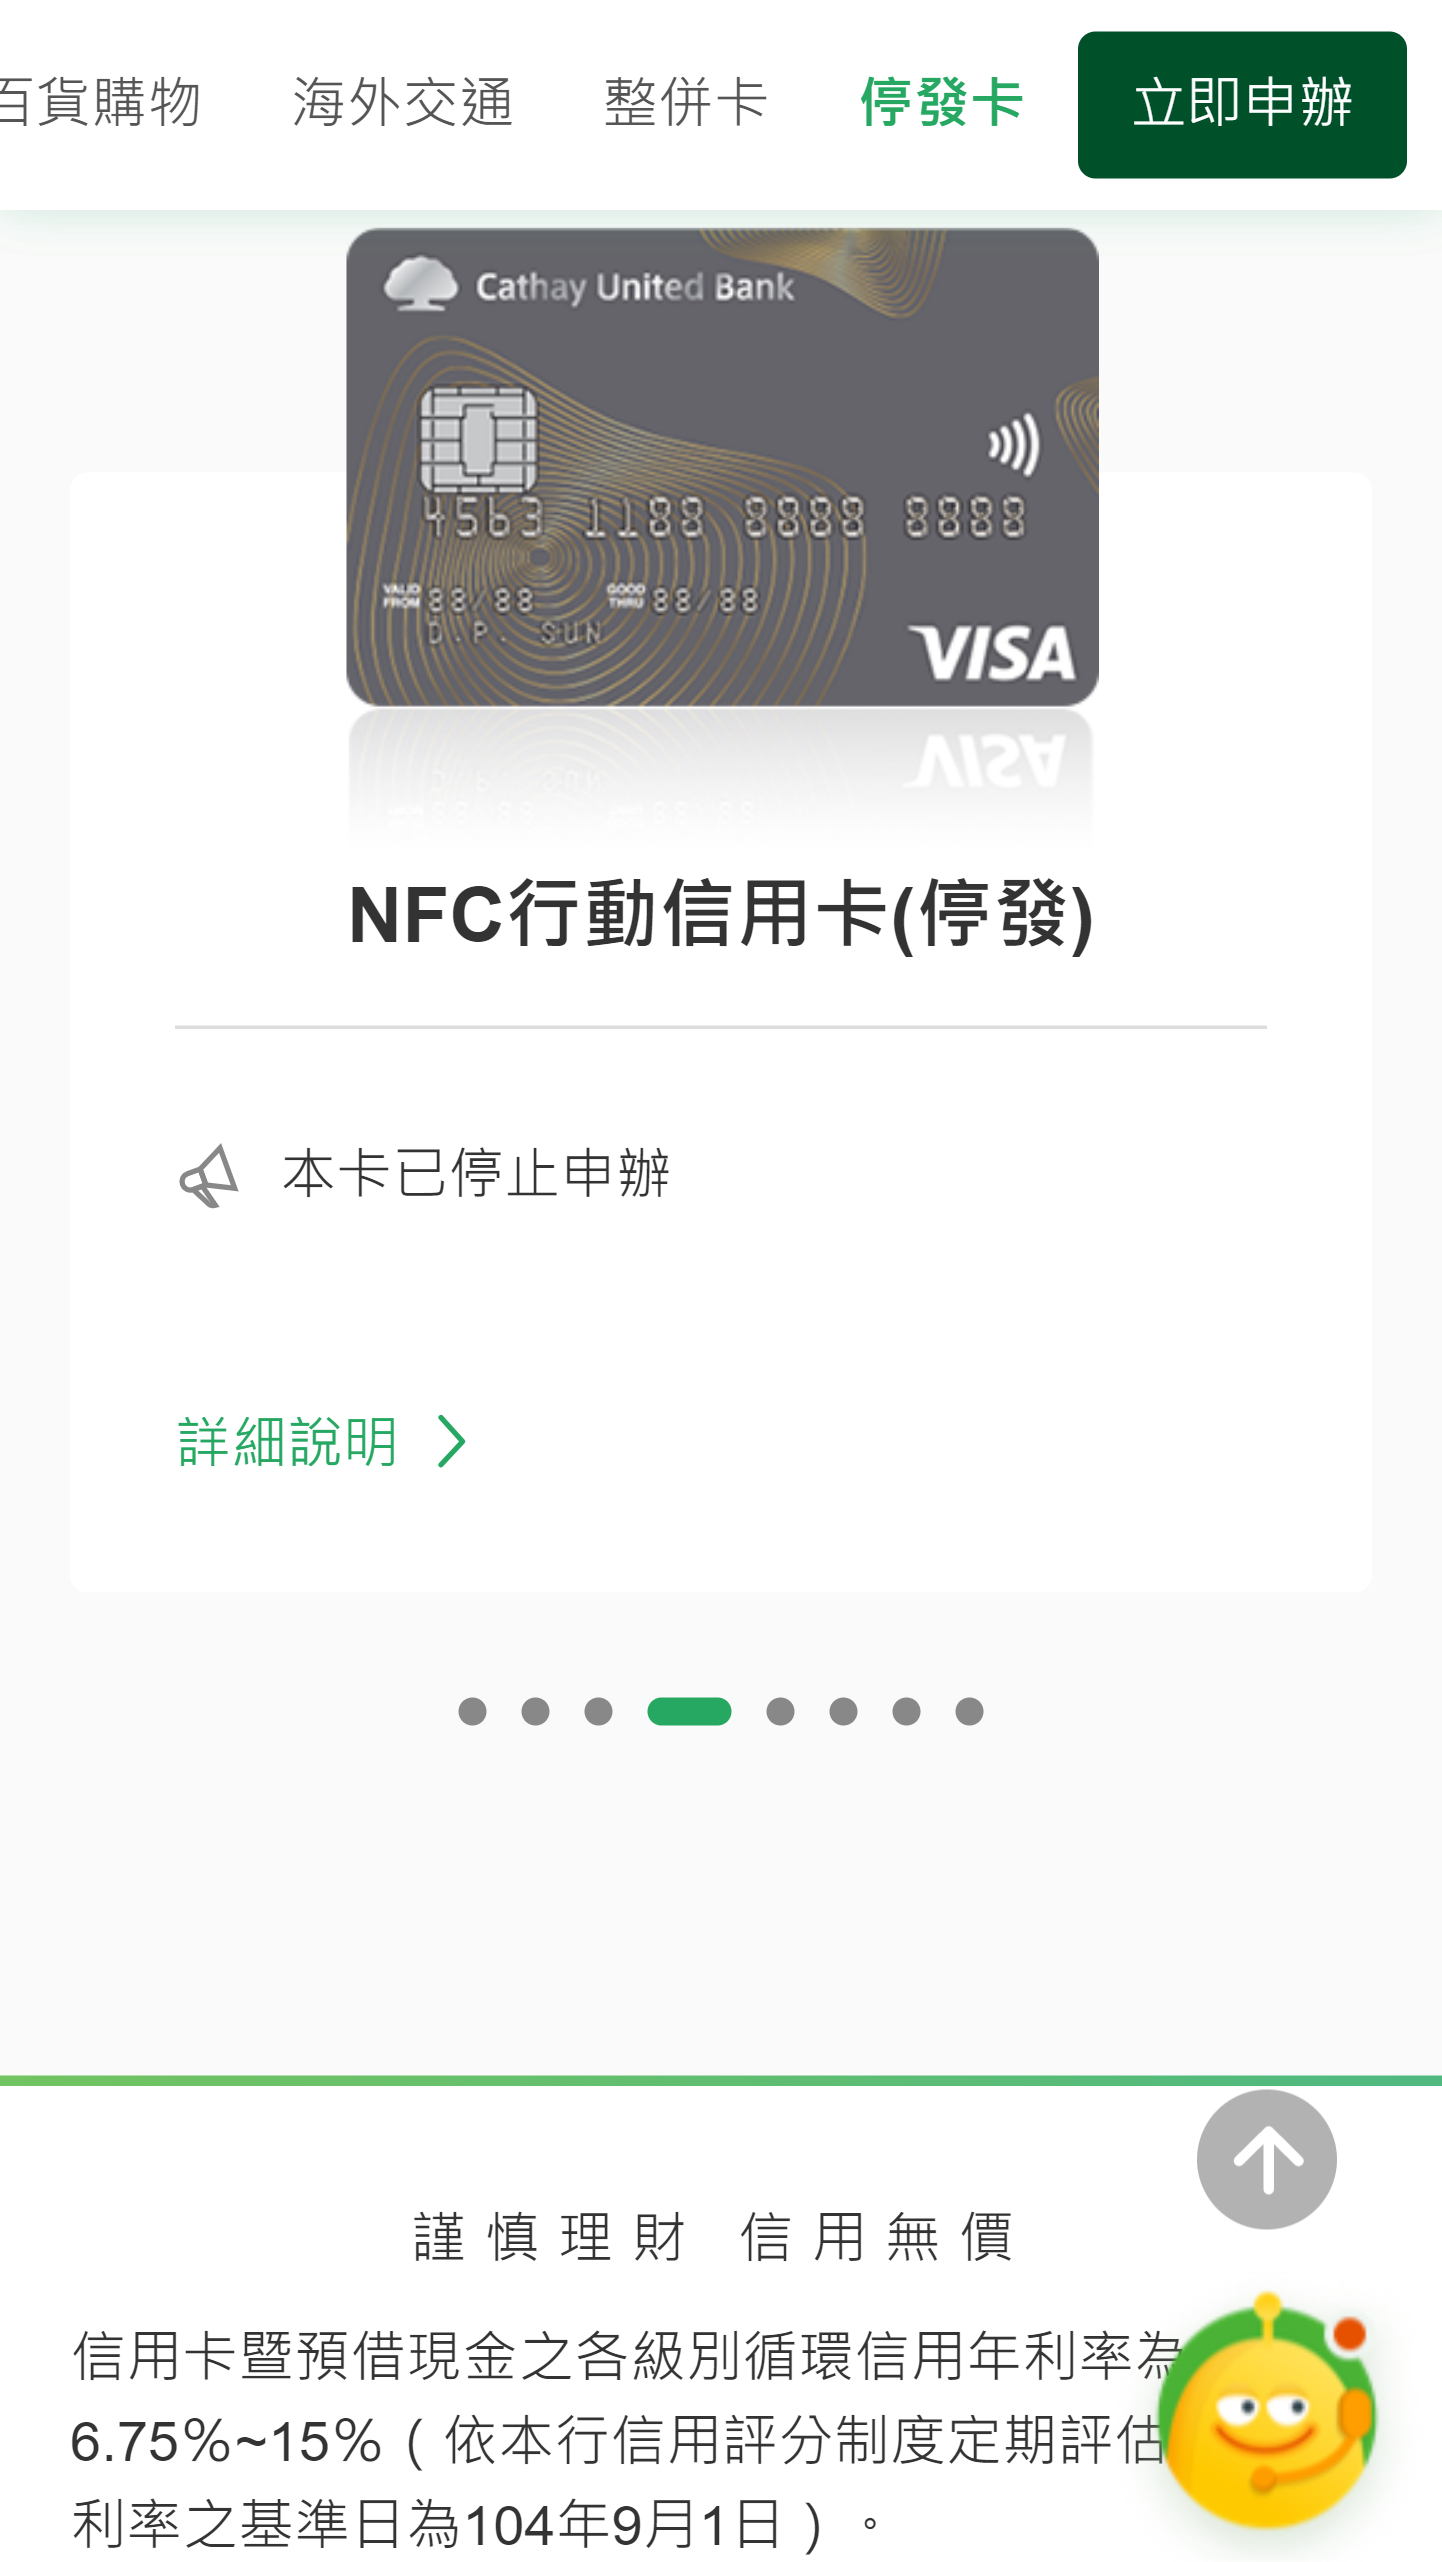 百貨購物 海外交通 整併卡 停發卡 立即申辦
Cathay United Bank
4563 1188 8888 8888
VALID FROM 88/88 GOOD THRU 88/88
D.P. SUN
VISA
NFC行動信用卡(停發)
本卡已停止申辦
詳細說明
謹慎理財 信用無價
信用卡暨預借現金之各級別循環信用年利率為
6.75%~15%（依本行信用評分制度定期評估
利率之基準日為104年9月1日）。